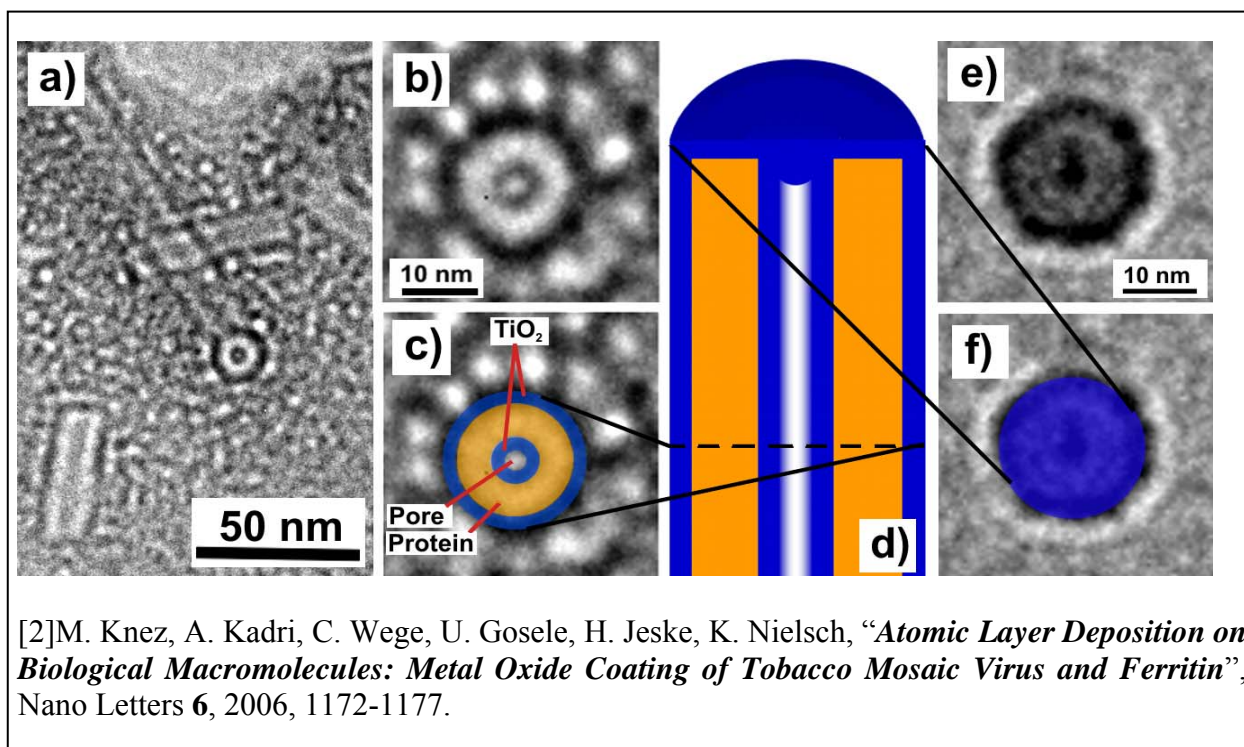 a)
50 nm
b)
10 nm
c)
TiO₂
Pore
Protein
d)
e)
10 nm
f)
[2]M. Knez, A. Kadri, C. Wege, U. Gosele, H. Jeske, K. Nielsch, “Atomic Layer Deposition on
Biological Macromolecules: Metal Oxide Coating of Tobacco Mosaic Virus and Ferritin”,
Nano Letters 6, 2006, 1172-1177.